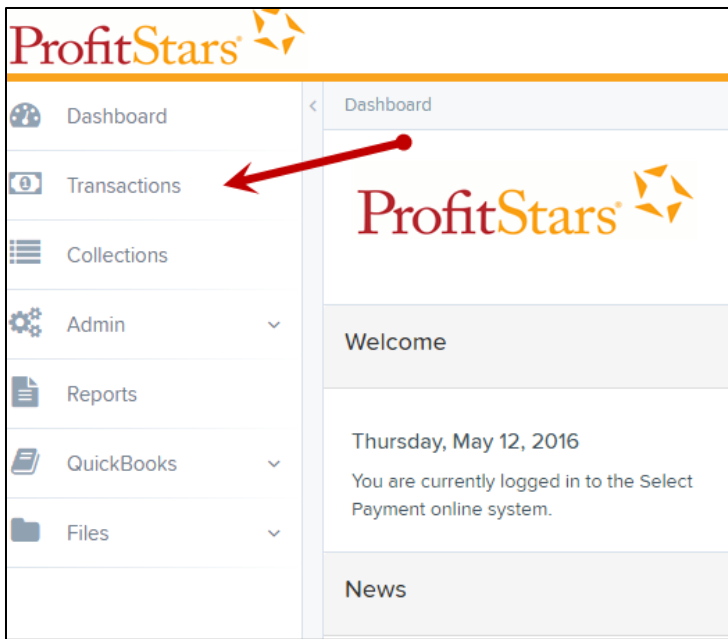 ProfitStars®
Dashboard
Transactions
Collections
Admin
Reports
QuickBooks
Files
Dashboard
ProfitStars®
Welcome
Thursday, May 12, 2016
You are currently logged in to the Select
Payment online system.
News